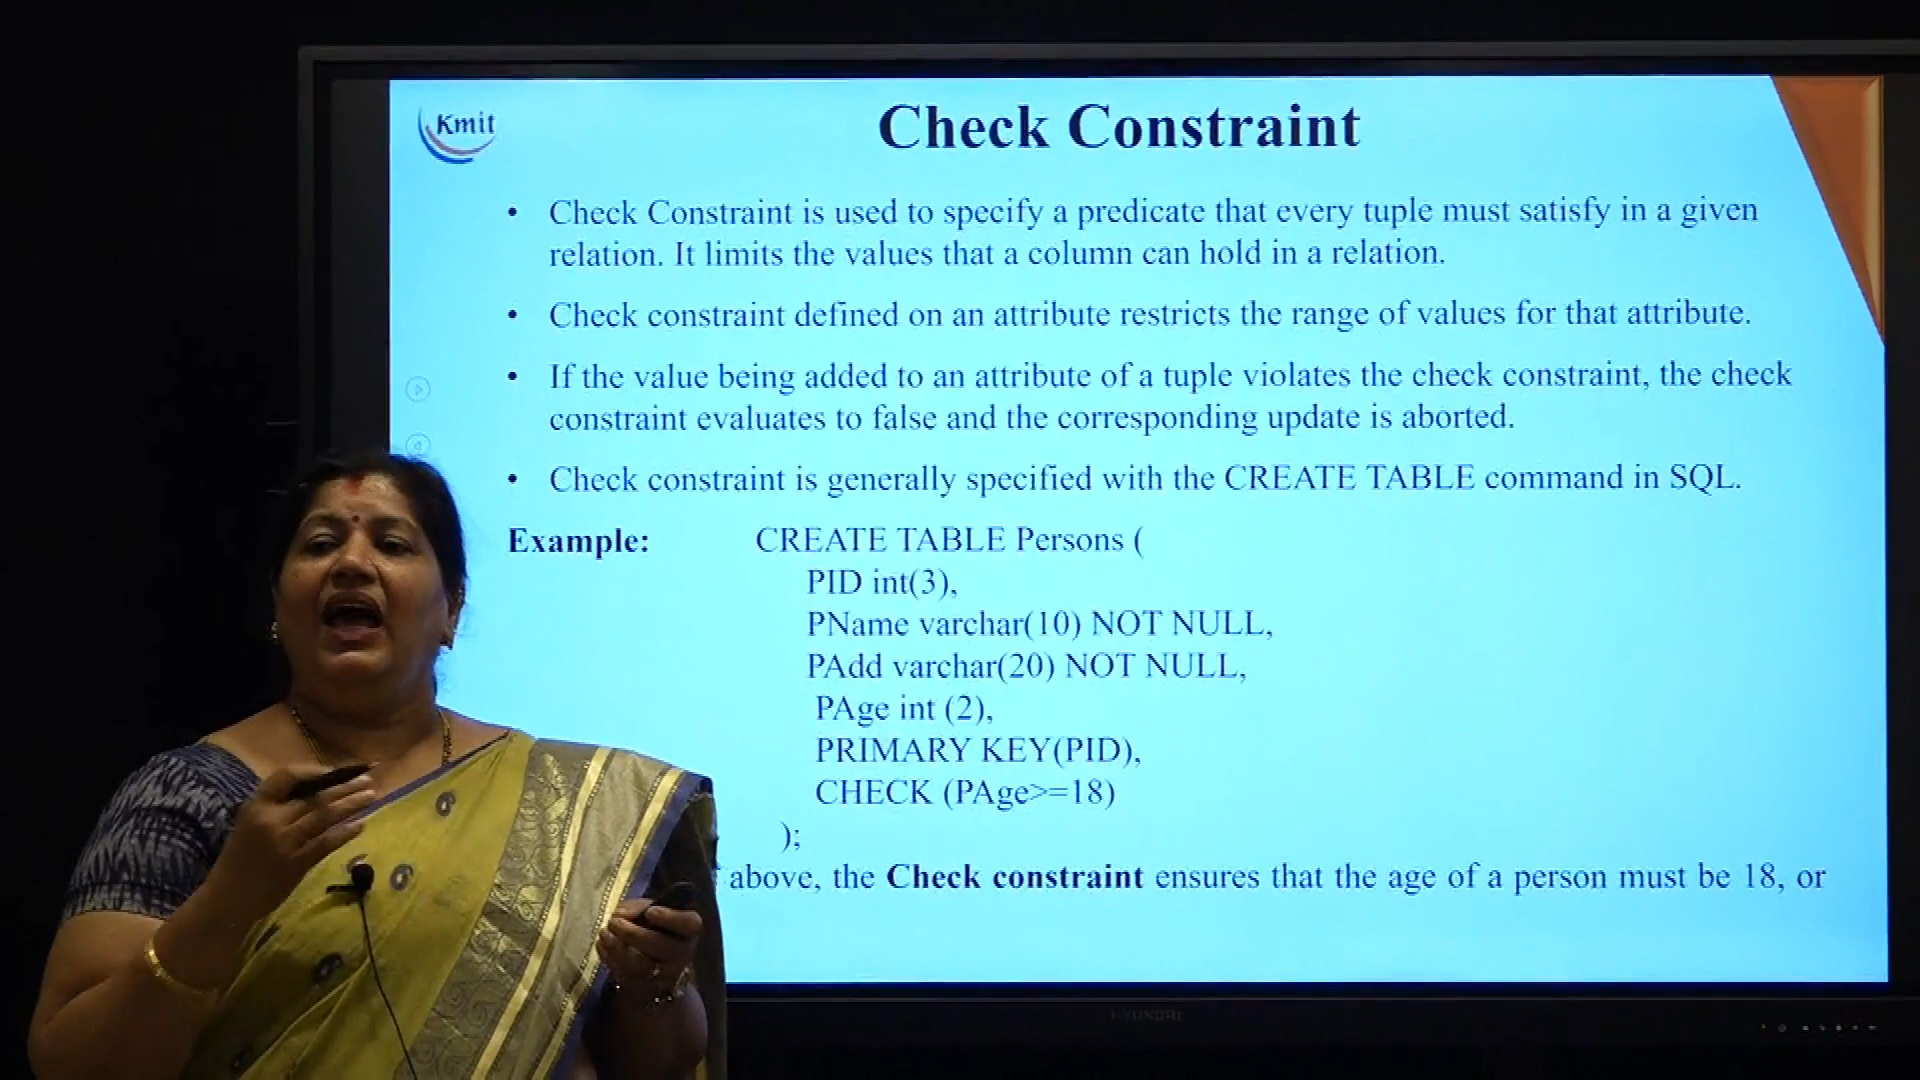 Kmit
Check Constraint
• Check Constraint is used to specify a predicate that every tuple must satisfy in a given
relation. It limits the values that a column can hold in a relation.
• Check constraint defined on an attribute restricts the range of values for that attribute.
• If the value being added to an attribute of a tuple violates the check constraint, the check
constraint evaluates to false and the corresponding update is aborted.
• Check constraint is generally specified with the CREATE TABLE command in SQL.
Example: CREATE TABLE Persons (
PID int(3),
PName varchar(10) NOT NULL,
PAdd varchar(20) NOT NULL,
PAge int (2),
PRIMARY KEY(PID),
CHECK (PAge>=18)
);
above, the Check constraint ensures that the age of a person must be 18, or
HYUNDAI